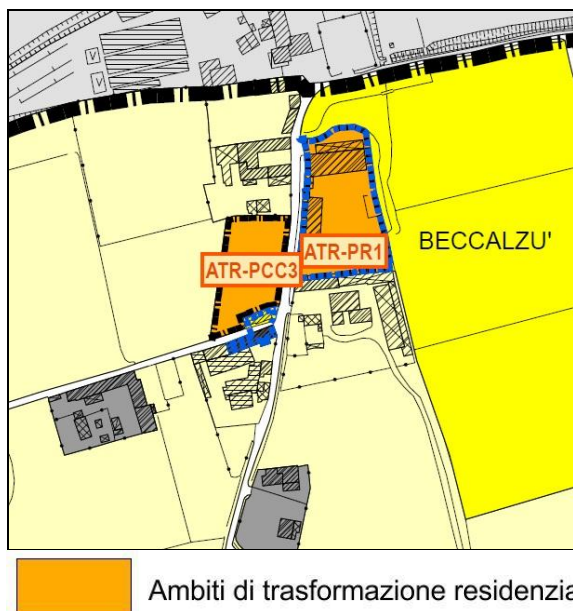 BECCALZU'
ATR-PR1
ATR-PCC3
V
V
Ambiti di trasformazione residenzia